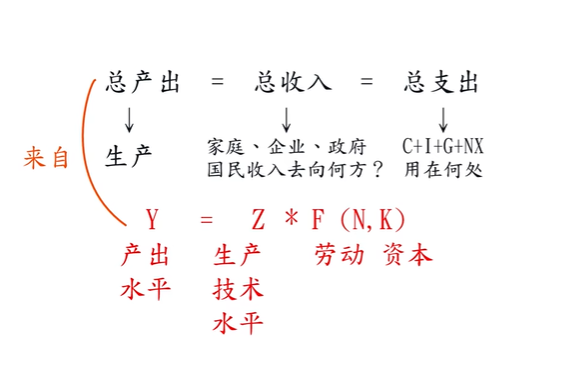 总产出 = 总收入 = 总支出
↓ ↓ ↓
来自
生产
家庭、企业、政府
国民收入去向何方？
C+I+G+NX
用在何处
Y = Z * F (N,K)
产出 生产 劳动 资本
水平 技术
水平